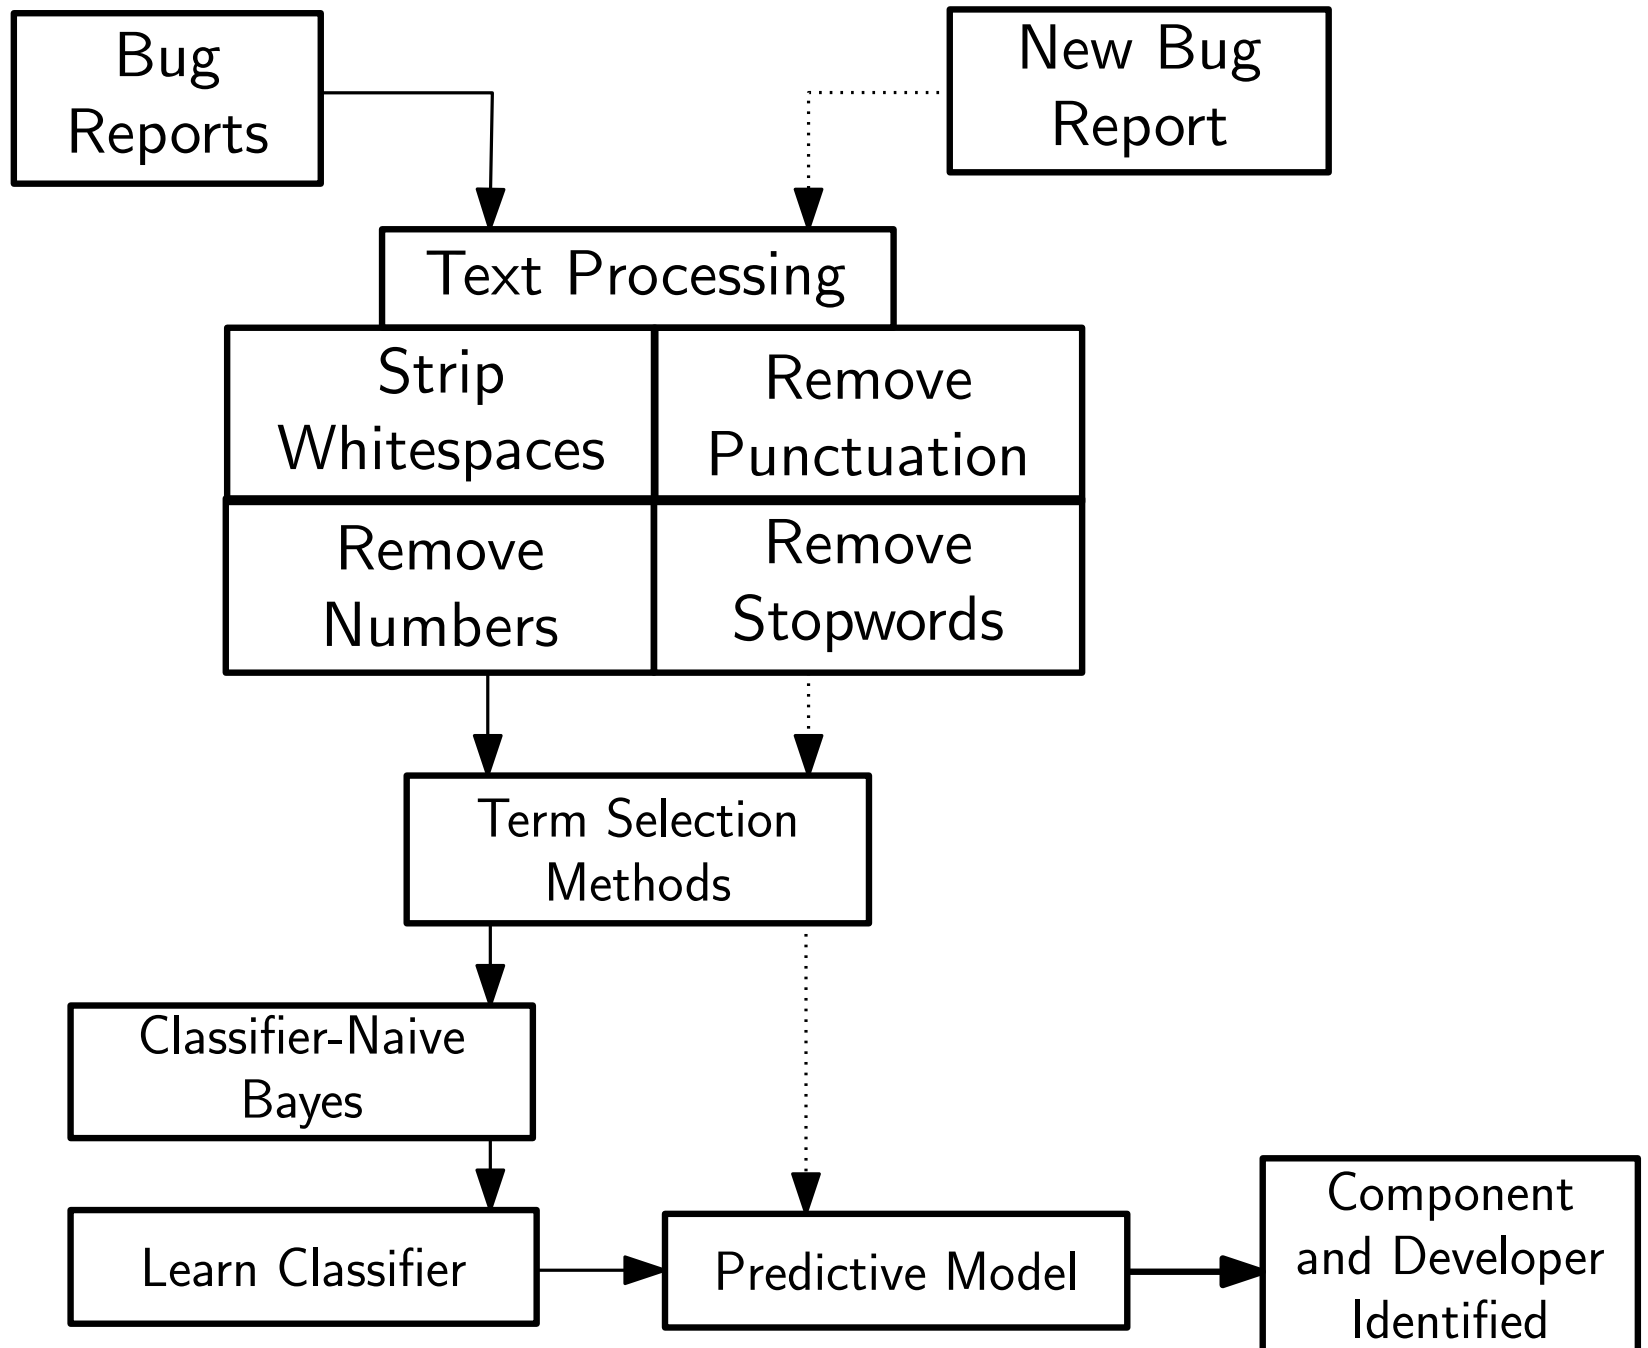 Bug
Reports
New Bug
Report
Text Processing
Strip
Whitespaces
Remove
Punctuation
Remove
Numbers
Remove
Stopwords
Term Selection
Methods
Classifier-Naive
Bayes
Learn Classifier
Predictive Model
Component
and Developer
Identified